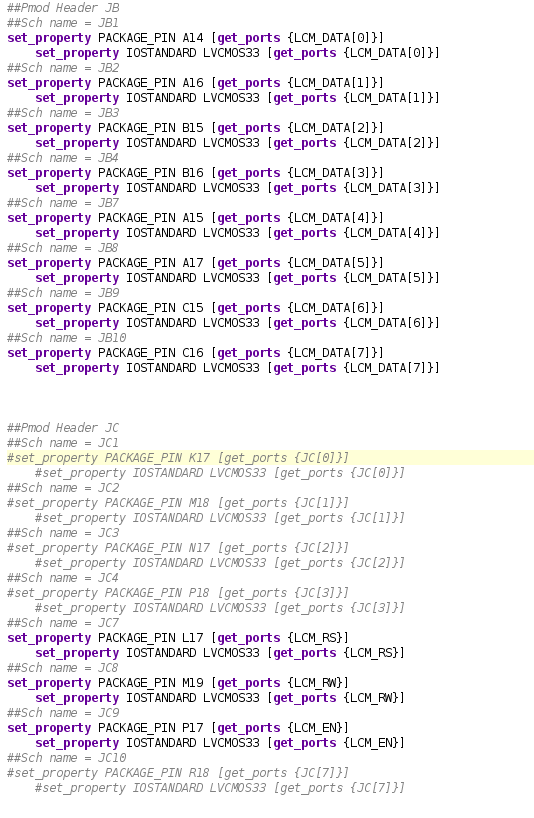 ##Pmod Header JB
##Sch name = JB1
set_property PACKAGE_PIN A14 [get_ports {LCM_DATA[0]}]
    set_property IOSTANDARD LVCMOS33 [get_ports {LCM_DATA[0]}]
##Sch name = JB2
set_property PACKAGE_PIN A16 [get_ports {LCM_DATA[1]}]
    set_property IOSTANDARD LVCMOS33 [get_ports {LCM_DATA[1]}]
##Sch name = JB3
set_property PACKAGE_PIN B15 [get_ports {LCM_DATA[2]}]
    set_property IOSTANDARD LVCMOS33 [get_ports {LCM_DATA[2]}]
##Sch name = JB4
set_property PACKAGE_PIN B16 [get_ports {LCM_DATA[3]}]
    set_property IOSTANDARD LVCMOS33 [get_ports {LCM_DATA[3]}]
##Sch name = JB7
set_property PACKAGE_PIN A15 [get_ports {LCM_DATA[4]}]
    set_property IOSTANDARD LVCMOS33 [get_ports {LCM_DATA[4]}]
##Sch name = JB8
set_property PACKAGE_PIN A17 [get_ports {LCM_DATA[5]}]
    set_property IOSTANDARD LVCMOS33 [get_ports {LCM_DATA[5]}]
##Sch name = JB9
set_property PACKAGE_PIN C15 [get_ports {LCM_DATA[6]}]
    set_property IOSTANDARD LVCMOS33 [get_ports {LCM_DATA[6]}]
##Sch name = JB10
set_property PACKAGE_PIN C16 [get_ports {LCM_DATA[7]}]
    set_property IOSTANDARD LVCMOS33 [get_ports {LCM_DATA[7]}]
##Pmod Header JC
##Sch name = JC1
#set_property PACKAGE_PIN K17 [get_ports {JC[0]}]
    #set_property IOSTANDARD LVCMOS33 [get_ports {JC[0]}]
##Sch name = JC2
#set_property PACKAGE_PIN M18 [get_ports {JC[1]}]
    #set_property IOSTANDARD LVCMOS33 [get_ports {JC[1]}]
##Sch name = JC3
#set_property PACKAGE_PIN N17 [get_ports {JC[2]}]
    #set_property IOSTANDARD LVCMOS33 [get_ports {JC[2]}]
##Sch name = JC4
#set_property PACKAGE_PIN P18 [get_ports {JC[3]}]
    #set_property IOSTANDARD LVCMOS33 [get_ports {JC[3]}]
##Sch name = JC7
set_property PACKAGE_PIN L17 [get_ports {LCM_RS}]
    set_property IOSTANDARD LVCMOS33 [get_ports {LCM_RS}]
##Sch name = JC8
set_property PACKAGE_PIN M19 [get_ports {LCM_RW}]
    set_property IOSTANDARD LVCMOS33 [get_ports {LCM_RW}]
##Sch name = JC9
set_property PACKAGE_PIN P17 [get_ports {LCM_EN}]
    set_property IOSTANDARD LVCMOS33 [get_ports {LCM_EN}]
##Sch name = JC10
#set_property PACKAGE_PIN R18 [get_ports {JC[7]}]
    #set_property IOSTANDARD LVCMOS33 [get_ports {JC[7]}]